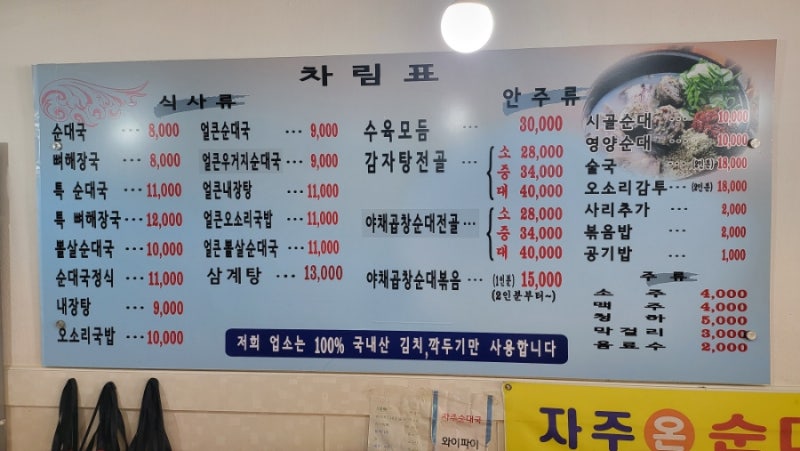 차림표
식사류
순대국 ··· 8,000
뼈해장국 ··· 8,000
특 순대국 ··· 11,000
특 뼈해장국 ··· 12,000
뽈살순대국 ··· 10,000
순대국정식 ··· 11,000
내장탕 ··· 9,000
오소리국밥 ··· 10,000
얼큰순대국 ··· 9,000
얼큰우거지순대국 ··· 9,000
얼큰내장탕 ··· 11,000
얼큰오소리국밥 ··· 11,000
얼큰뽈살순대국 ··· 11,000
삼계탕 ··· 13,000
안주류
수육모듬 ··· 30,000
감자탕전골 ··· 소 28,000
중 34,000
대 40,000
야채곱창순대전골 ··· 소 28,000
중 34,000
대 40,000
야채곱창순대볶음 ··· (1인분) 15,000
(2인분부터~)
시골순대 ··· 10,000
영양순대 ··· 10,000
술국 ··· 18,000
오소리감투 ··· 18,000
사리추가 ··· 2,000
볶음밥 ··· 2,000
공기밥 ··· 1,000
주류
소주 4,000
맥주 4,000
청하 5,000
막걸리 3,000
음료수 2,000
저희 업소는 100% 국내산 김치,깍두기만 사용합니다
자주순대국
와이파이
자주온순대